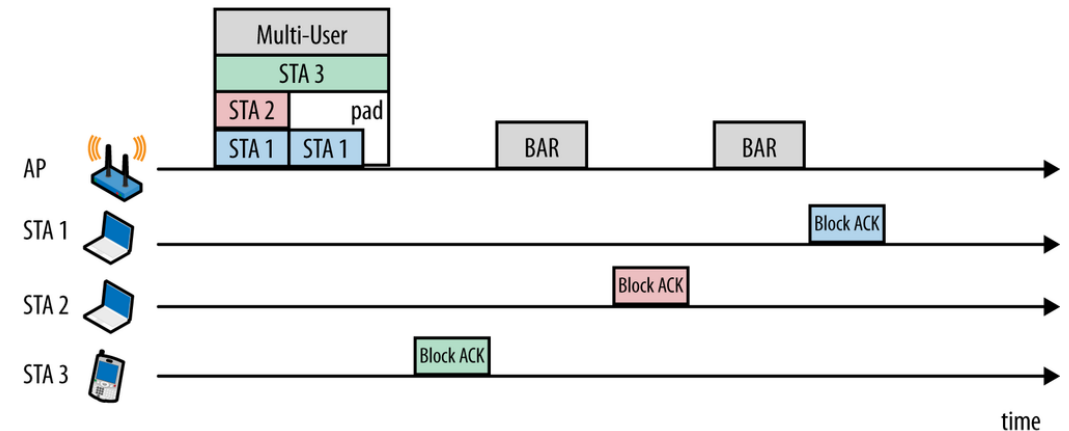 Multi-User
STA 3
STA 2 pad
STA 1 STA 1
BAR BAR
AP
STA 1
Block ACK
STA 2
Block ACK
STA 3
Block ACK
time